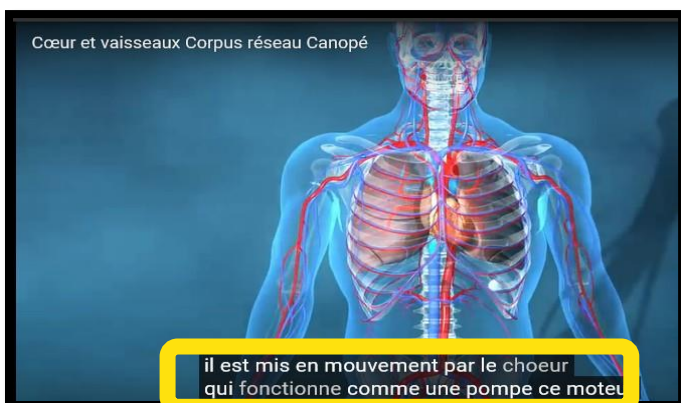 Cœur et vaisseaux Corpus réseau Canopé
il est mis en mouvement par le choeur
qui fonctionne comme une pompe ce moteu